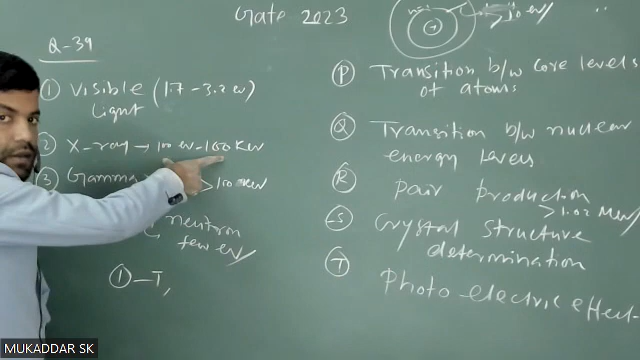 Gate 2023
Q-39
① Visible (1.7 - 3.2 ev)
Light
② X-ray → 100 ev - 100 kev
③ Gamma > 100 kev
neutron
few ev
① - T,
Ⓟ Transition b/w core levels
of atoms
Ⓠ Transition b/w nuclear
energy levels
Ⓡ Pair production
> 1.02 Mev
Ⓢ Crystal structure
determination
Ⓣ Photo-electric effect
MUKADDAR SK